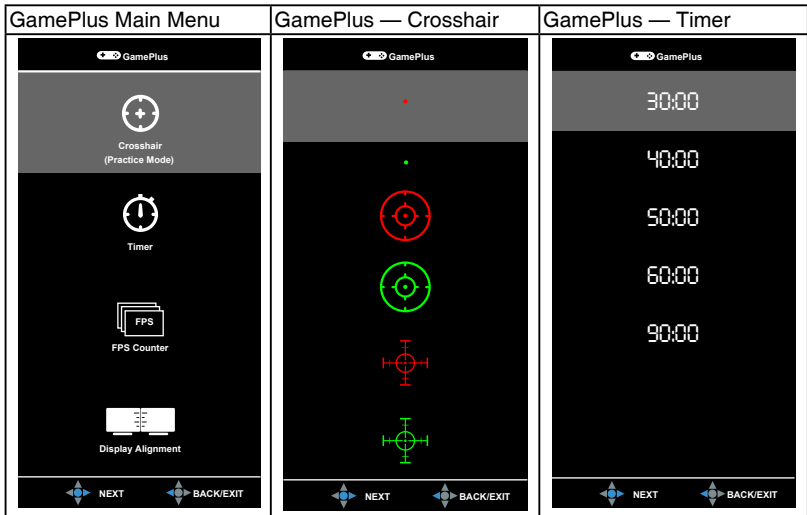 GamePlus Main Menu
GamePlus
Crosshair
(Practice Mode)
Timer
FPS
FPS Counter
Display Alignment
NEXT BACK/EXIT
GamePlus — Crosshair
GamePlus
NEXT BACK/EXIT
GamePlus — Timer
GamePlus
30:00
40:00
50:00
60:00
90:00
NEXT BACK/EXIT